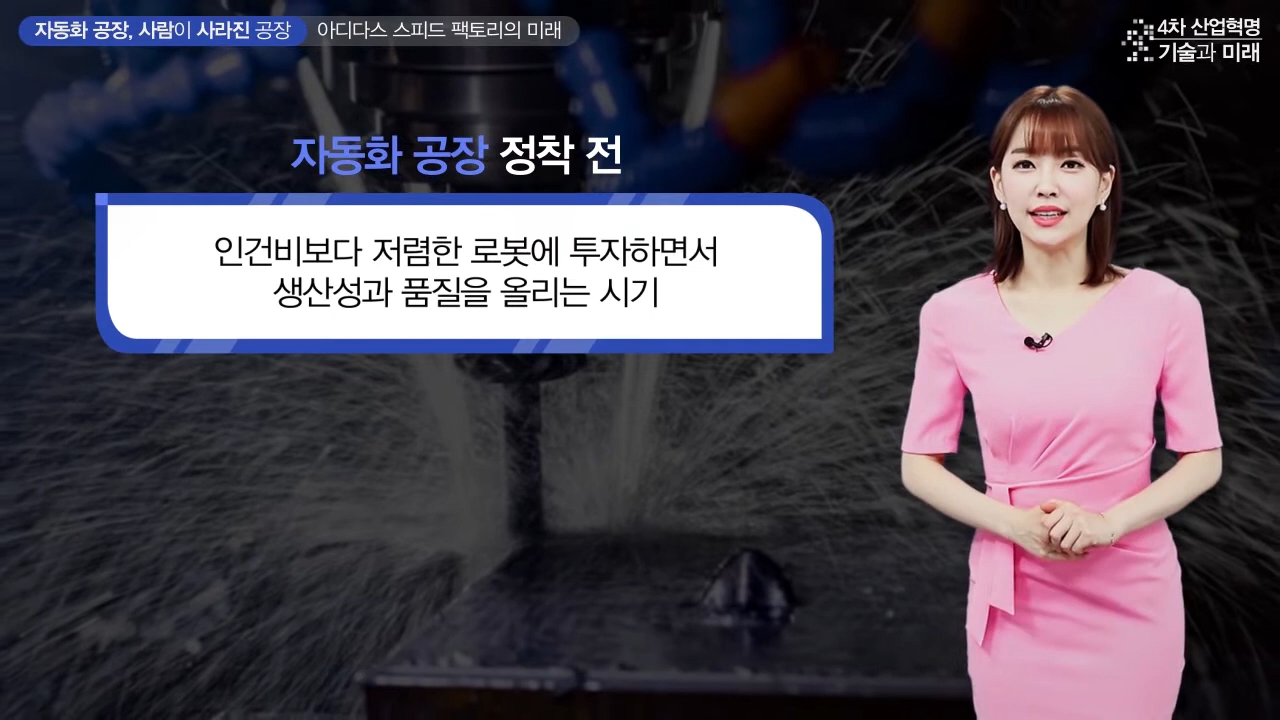 자동화 공장, 사람이 사라진 공장 아디다스 스피드 팩토리의 미래
4차 산업혁명
기술과 미래
자동화 공장 정착 전
인건비보다 저렴한 로봇에 투자하면서
생산성과 품질을 올리는 시기